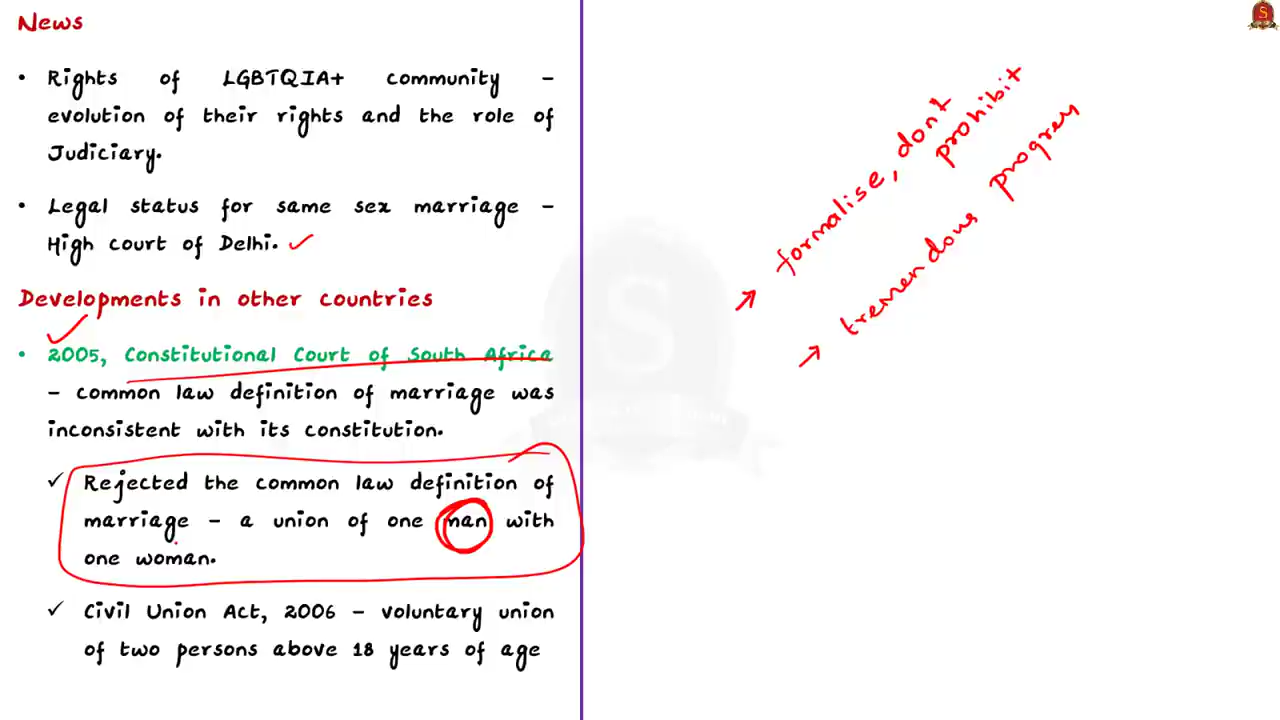 News
• Rights of LGBTQIA+ community –
evolution of their rights and the role of
Judiciary.
• Legal status for same sex marriage –
High court of Delhi.
Developments in other countries
• 2005, Constitutional Court of South Africa
– common law definition of marriage was
inconsistent with its constitution.
✓ Rejected the common law definition of
marriage – a union of one man with
one woman.
✓ Civil Union Act, 2006 – voluntary union
of two persons above 18 years of age
→ formalise, don't
prohibit
→ tremendous progress